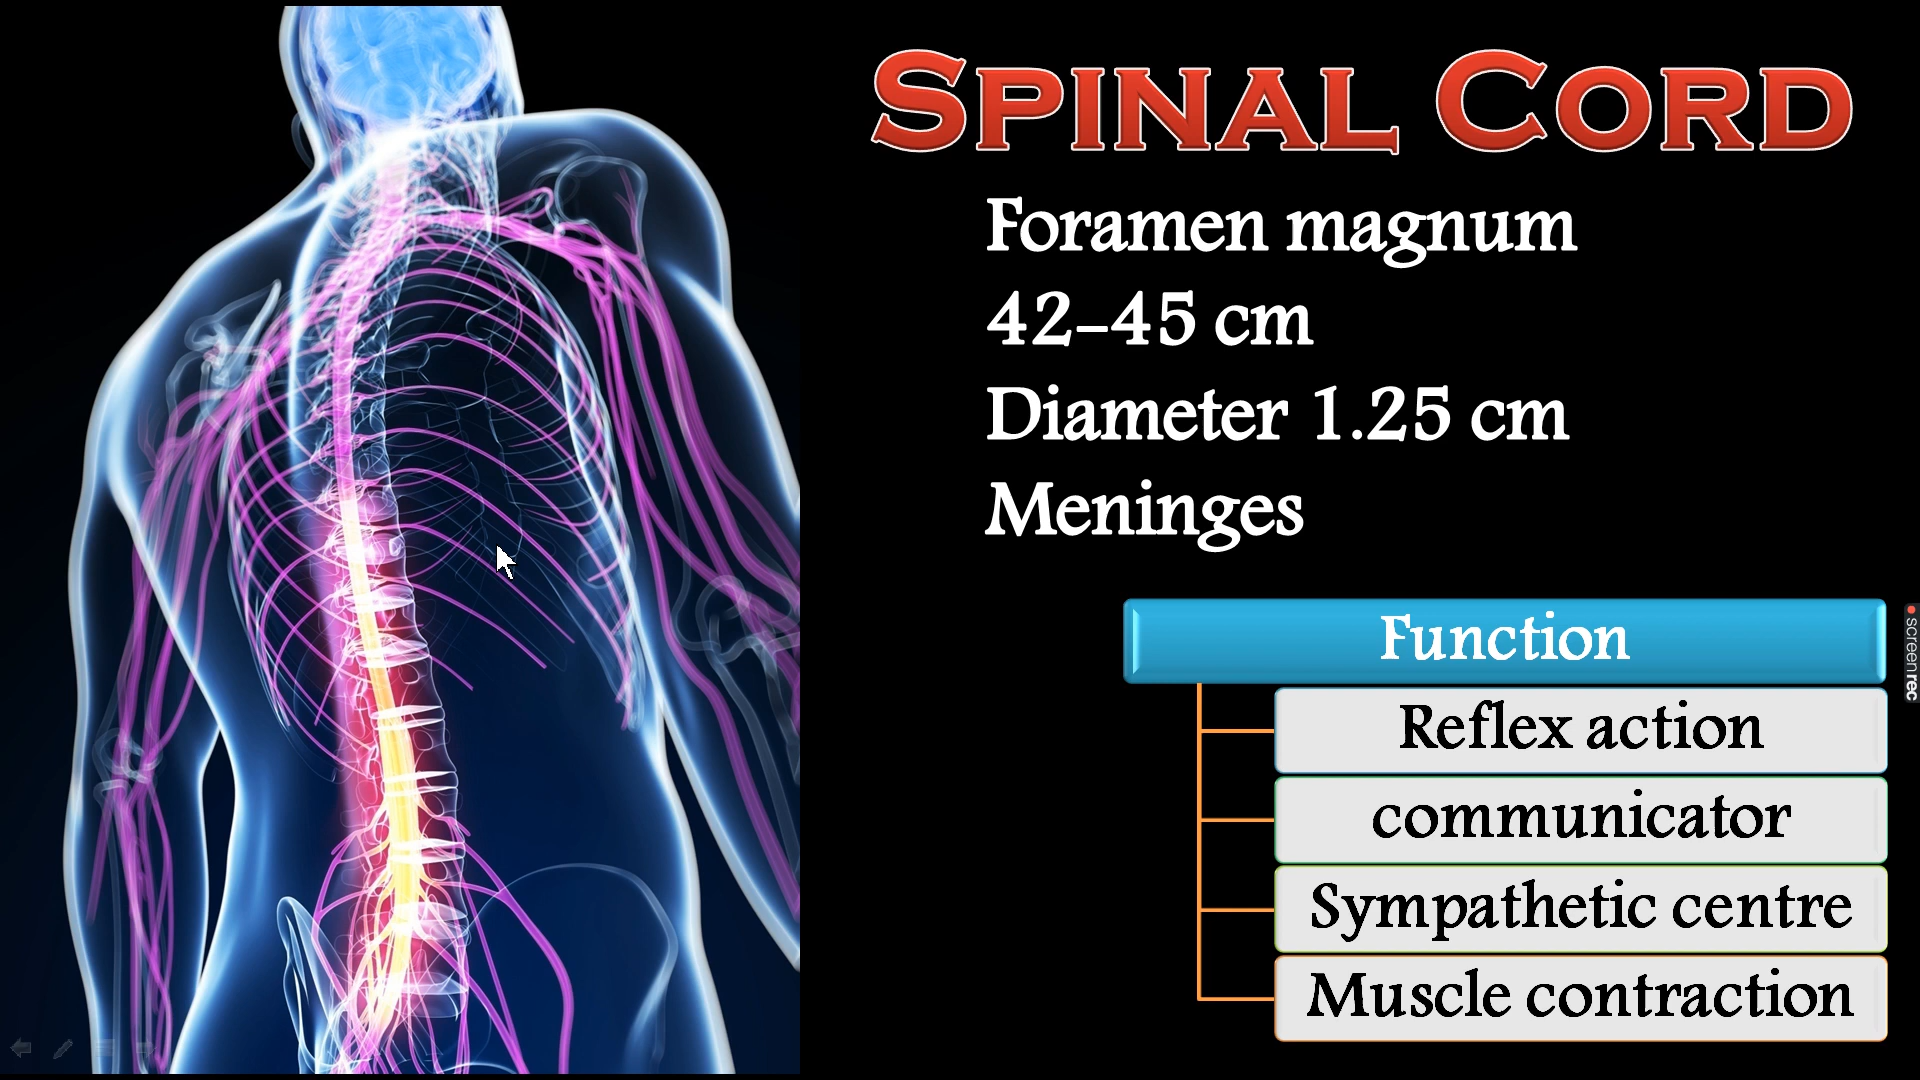 Spinal Cord
Foramen magnum
42-45 cm
Diameter 1.25 cm
Meninges
Function
Reflex action
communicator
Sympathetic centre
Muscle contraction
screenrec